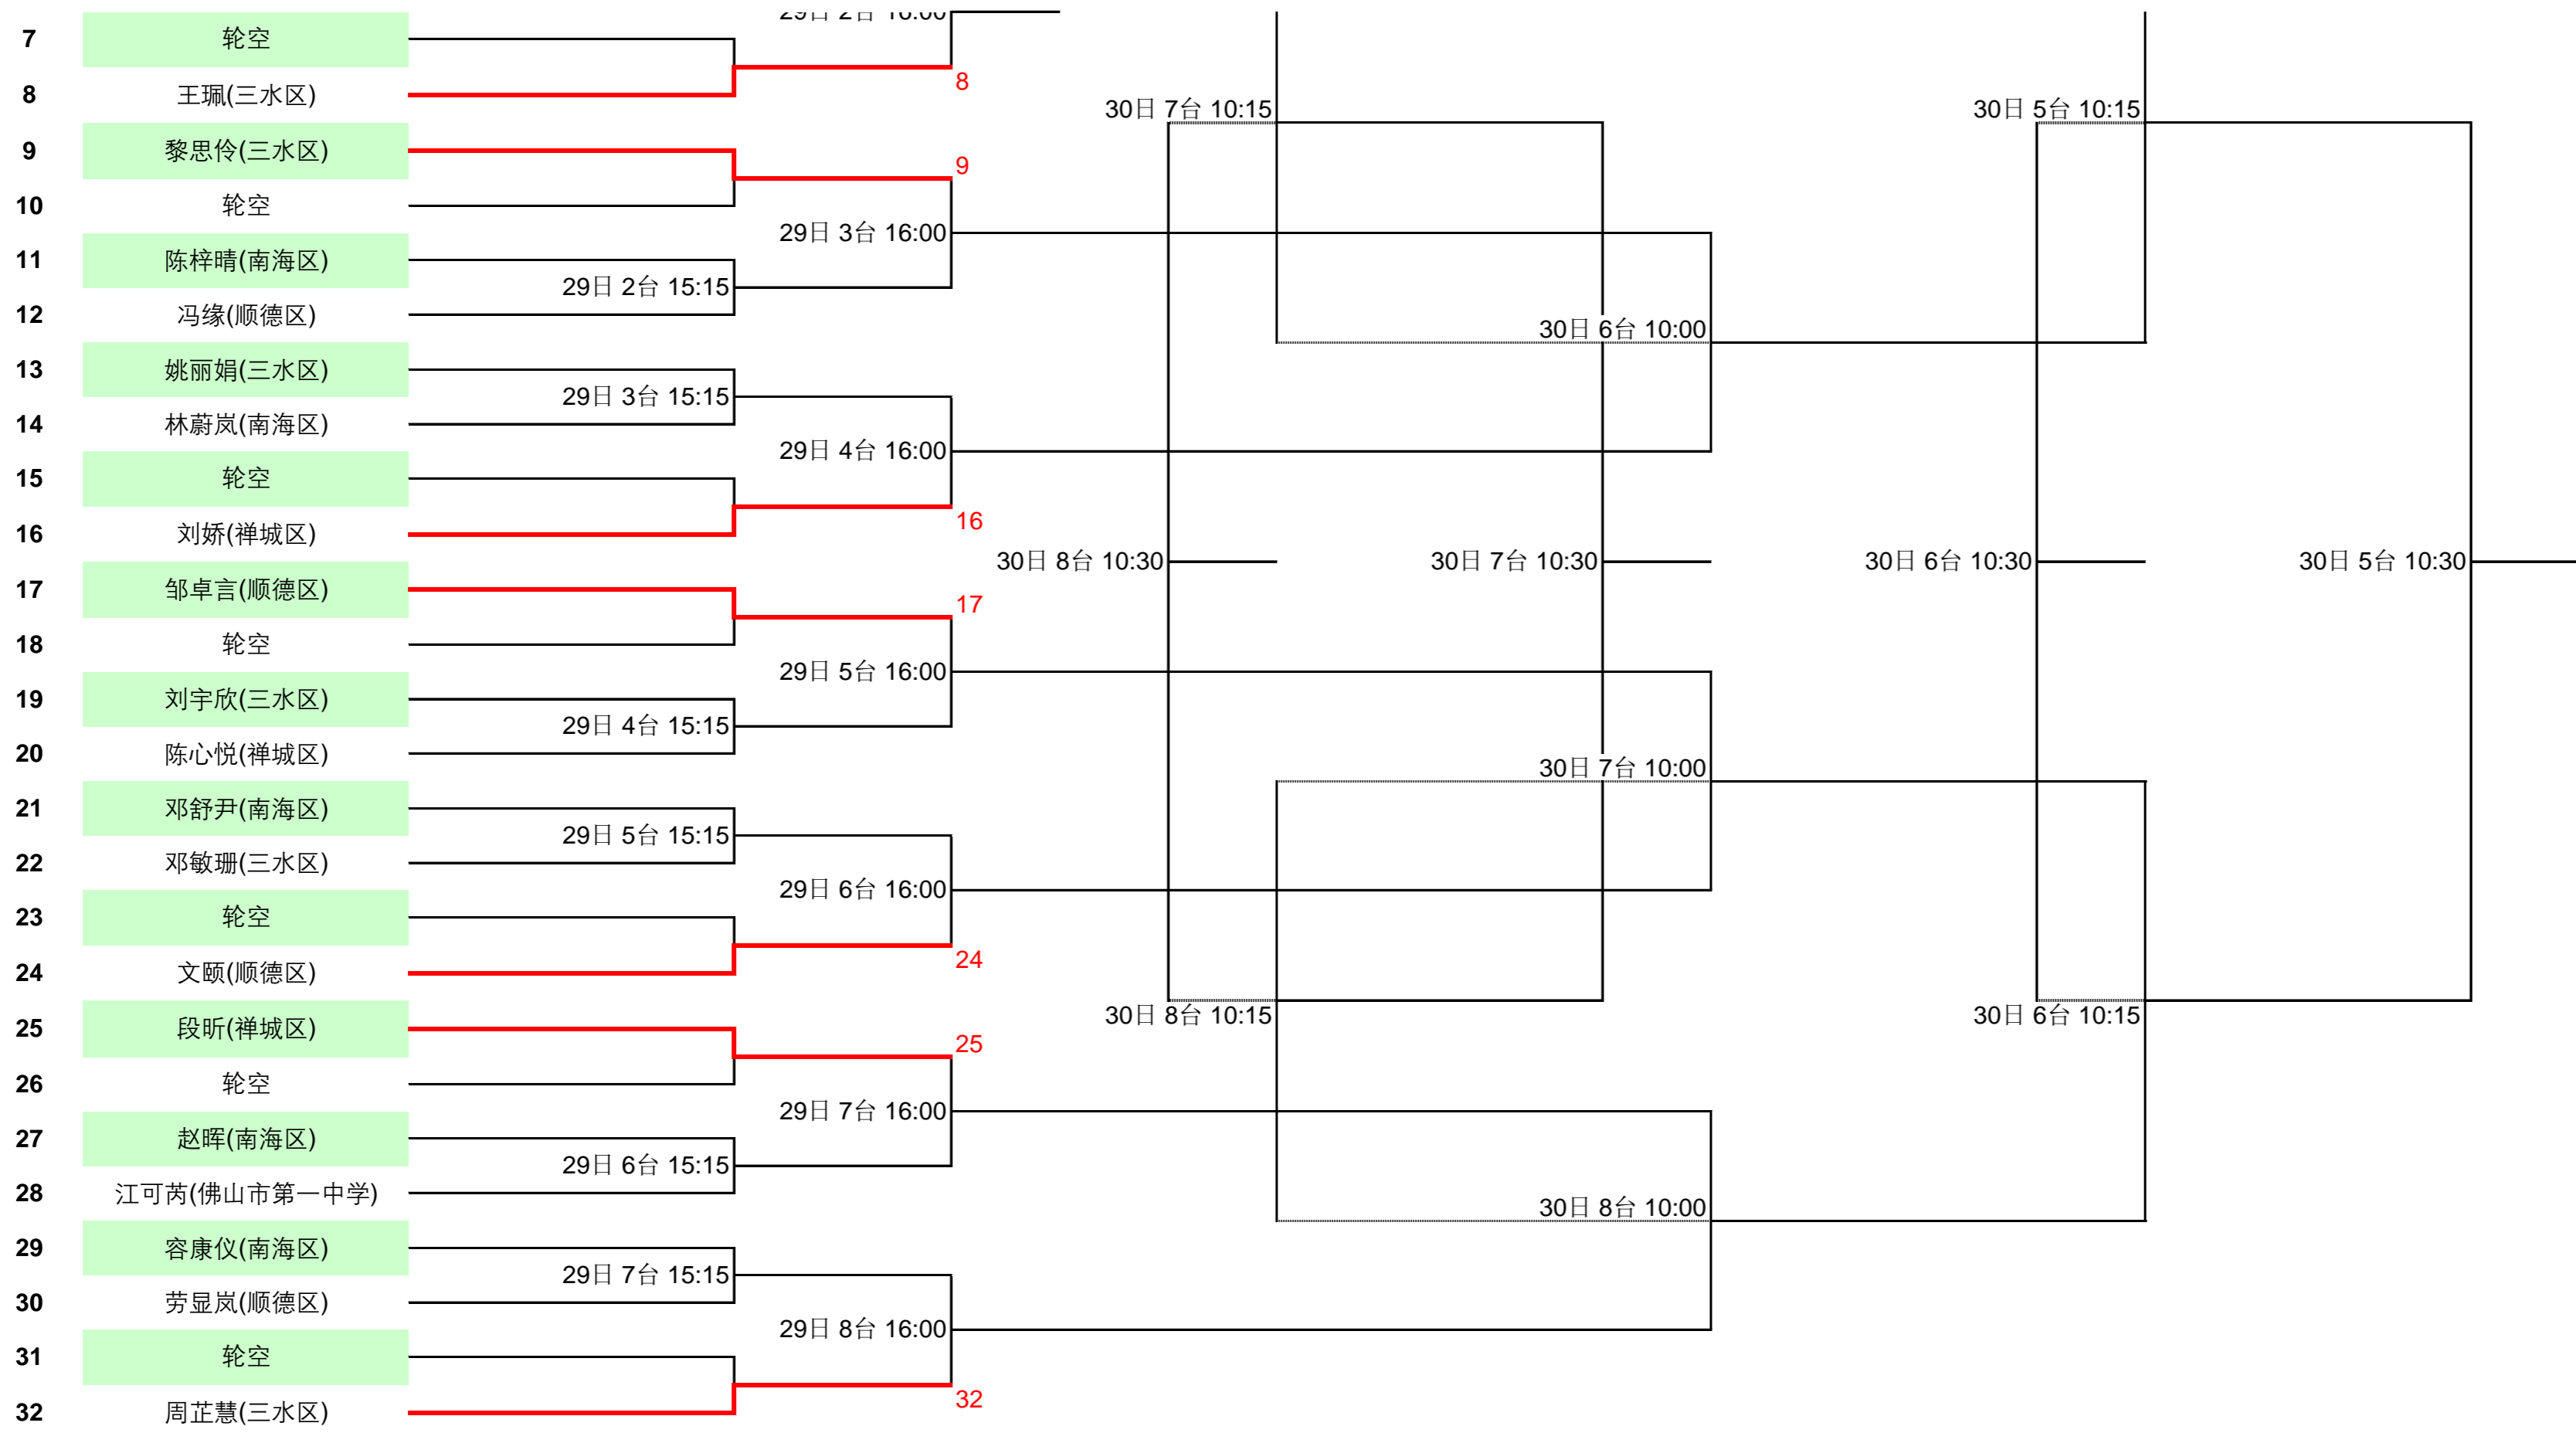 29日 2台 16:00
7 轮空
8
8 王珮(三水区)
30日 7台 10:15
30日 5台 10:15
9 黎思伶(三水区)
9
10 轮空
29日 3台 16:00
11 陈梓晴(南海区)
29日 2台 15:15
12 冯缘(顺德区)
30日 6台 10:00
13 姚丽娟(三水区)
29日 3台 15:15
14 林蔚岚(南海区)
29日 4台 16:00
15 轮空
16
16 刘娇(禅城区)
30日 8台 10:30
30日 7台 10:30
30日 6台 10:30
30日 5台 10:30
17 邹卓言(顺德区)
17
18 轮空
29日 5台 16:00
19 刘宇欣(三水区)
29日 4台 15:15
20 陈心悦(禅城区)
30日 7台 10:00
21 邓舒尹(南海区)
29日 5台 15:15
22 邓敏珊(三水区)
29日 6台 16:00
23 轮空
24
24 文颐(顺德区)
30日 8台 10:15
30日 6台 10:15
25 段昕(禅城区)
25
26 轮空
29日 7台 16:00
27 赵晖(南海区)
29日 6台 15:15
28 江可芮(佛山市第一中学)
30日 8台 10:00
29 容康仪(南海区)
29日 7台 15:15
30 劳显岚(顺德区)
29日 8台 16:00
31 轮空
32
32 周芷慧(三水区)